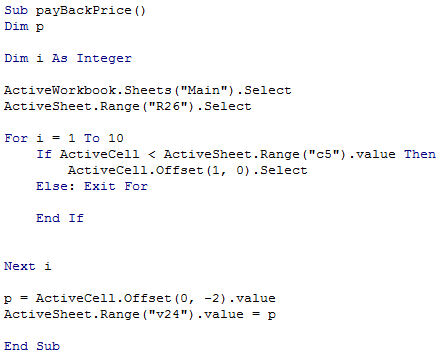 Sub payBackPrice()
Dim p
Dim i As Integer
ActiveWorkbook.Sheets("Main").Select
ActiveSheet.Range("R26").Select
For i = 1 To 10
If ActiveCell < ActiveSheet.Range("c5").value Then
ActiveCell.Offset(1, 0).Select
Else: Exit For
End If
Next i
p = ActiveCell.Offset(0, -2).value
ActiveSheet.Range("v24").value = p
End Sub